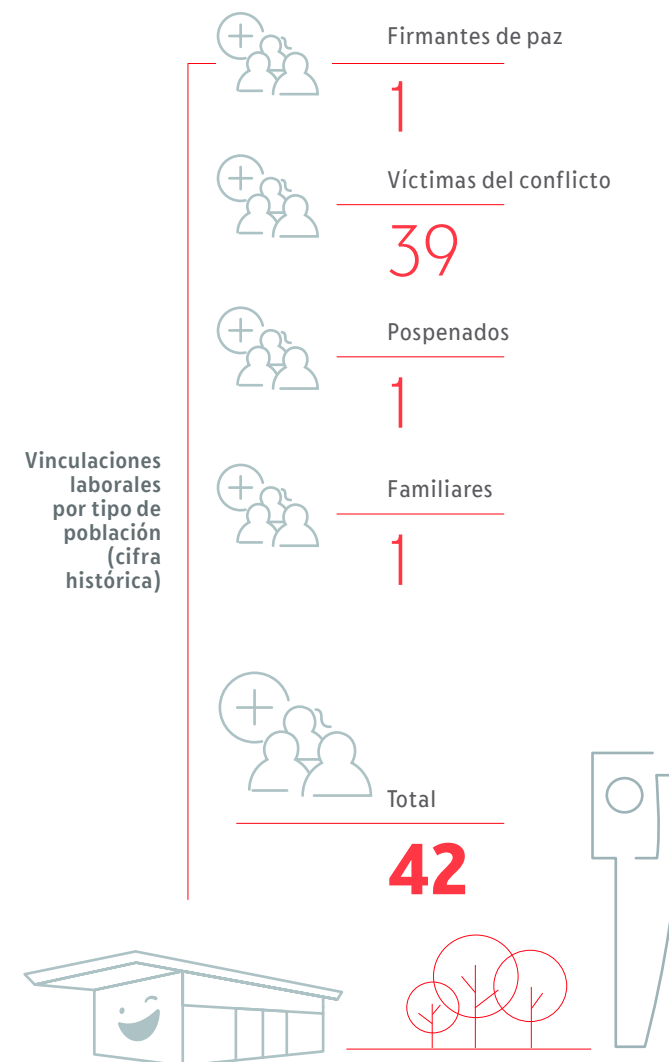 Firmantes de paz
1
Víctimas del conflicto
39
Pospenados
1
Vinculaciones
laborales
por tipo de
población
(cifra
histórica)
Familiares
1
Total
42